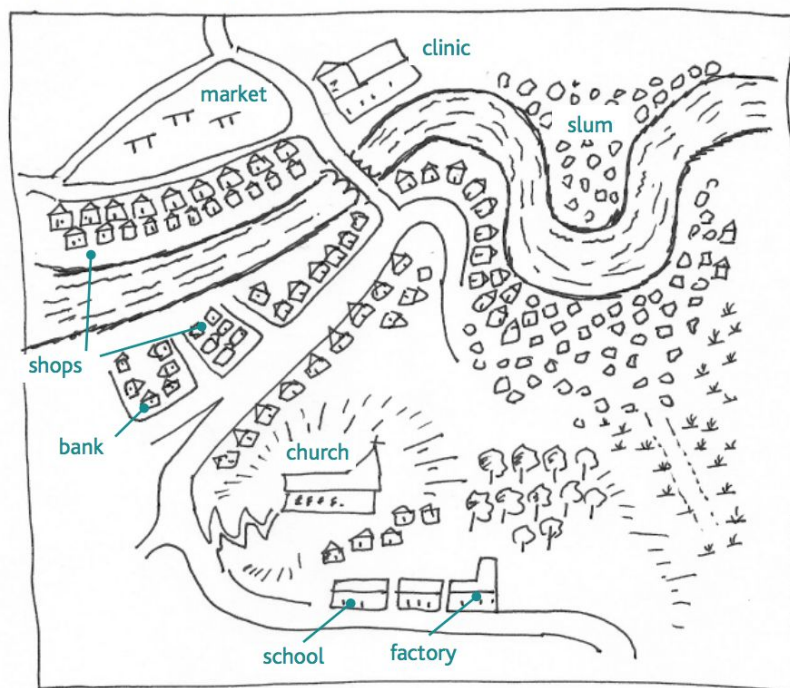 clinic
market
slum
shops
bank
church
school
factory